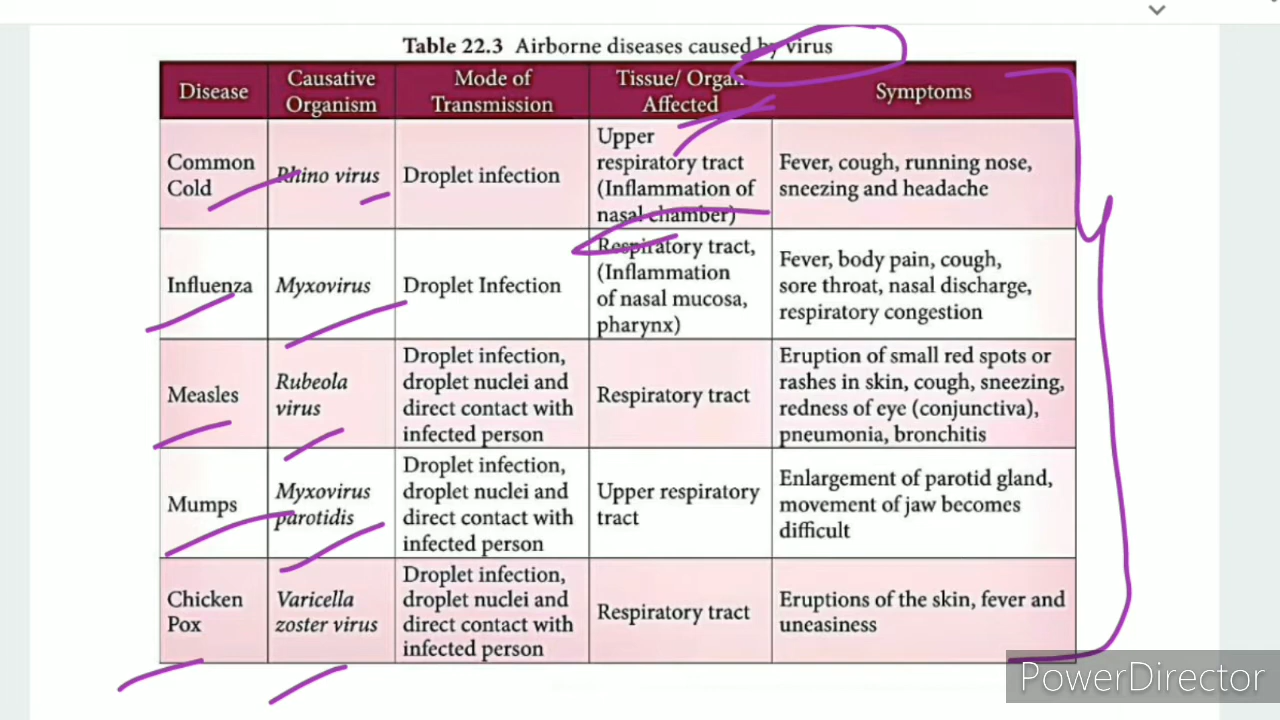 Table 22.3 Airborne diseases caused by virus
Disease
Causative
Organism
Mode of
Transmission
Tissue/ Organ
Affected
Symptoms
Common
Cold
Rhino virus
Droplet infection
Upper
respiratory tract
(Inflammation of
nasal chamber)
Fever, cough, running nose,
sneezing and headache
Influenza
Myxovirus
Droplet Infection
Respiratory tract,
(Inflammation
of nasal mucosa,
pharynx)
Fever, body pain, cough,
sore throat, nasal discharge,
respiratory congestion
Measles
Rubeola
virus
Droplet infection,
droplet nuclei and
direct contact with
infected person
Respiratory tract
Eruption of small red spots or
rashes in skin, cough, sneezing,
redness of eye (conjunctiva),
pneumonia, bronchitis
Mumps
Myxovirus
parotidis
Droplet infection,
droplet nuclei and
direct contact with
infected person
Upper respiratory
tract
Enlargement of parotid gland,
movement of jaw becomes
difficult
Chicken
Pox
Varicella
zoster virus
Droplet infection,
droplet nuclei and
direct contact with
infected person
Respiratory tract
Eruptions of the skin, fever and
uneasiness
PowerDirector